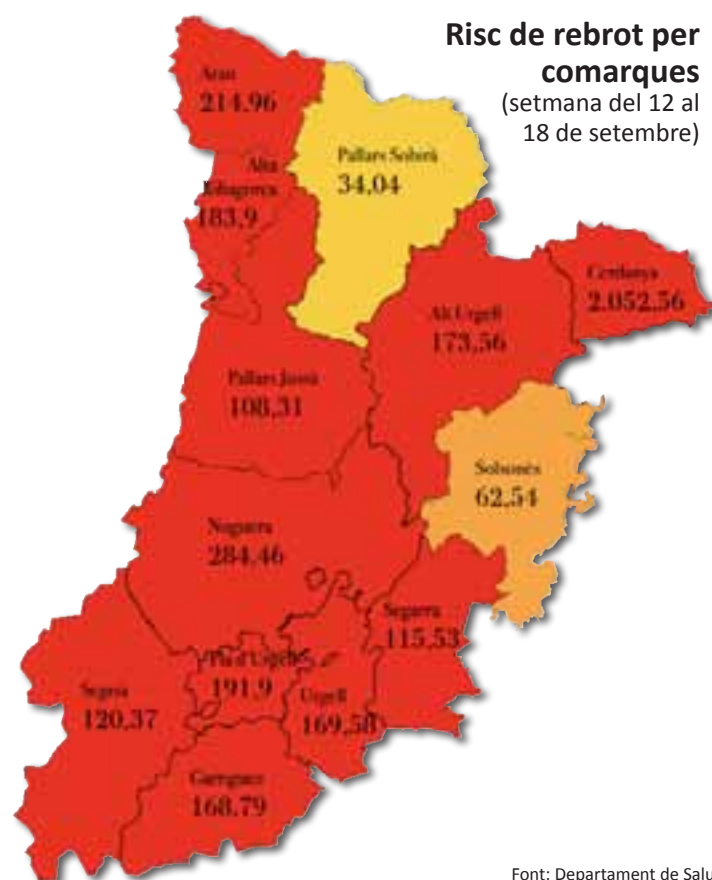 Risc de rebrot per
comarques
(setmana del 12 al
18 de setembre)
Aran
214,96
Pallars Sobirà
34,04
Alta
Ribagorça
183,9
Cerdanya
2.052,56
Alt Urgell
173,56
Pallars Jussà
108,31
Solsonès
62,54
Noguera
284,46
Segarra
115,53
Pla d'Urgell
191,9
Urgell
169,58
Segrià
120,37
Garrigues
168,79
Font: Departament de Salu